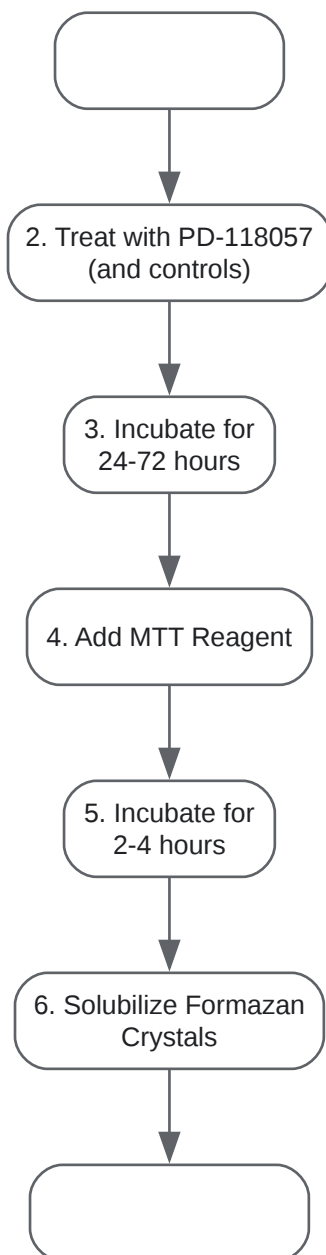 2. Treat with PD-118057
(and controls)
3. Incubate for
24-72 hours
4. Add MTT Reagent
5. Incubate for
2-4 hours
6. Solubilize Formazan
Crystals